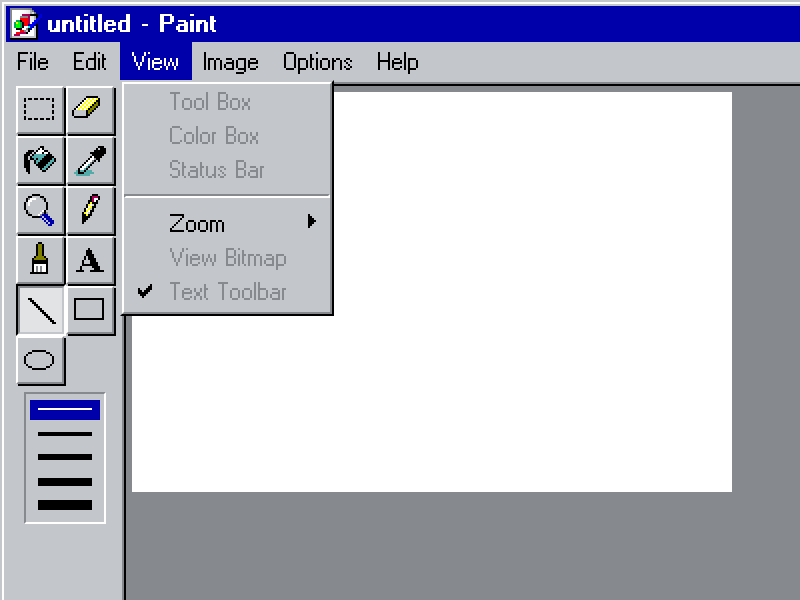 untitled - Paint
File Edit View Image Options Help
Tool Box
Color Box
Status Bar
Zoom
View Bitmap
Text Toolbar
A